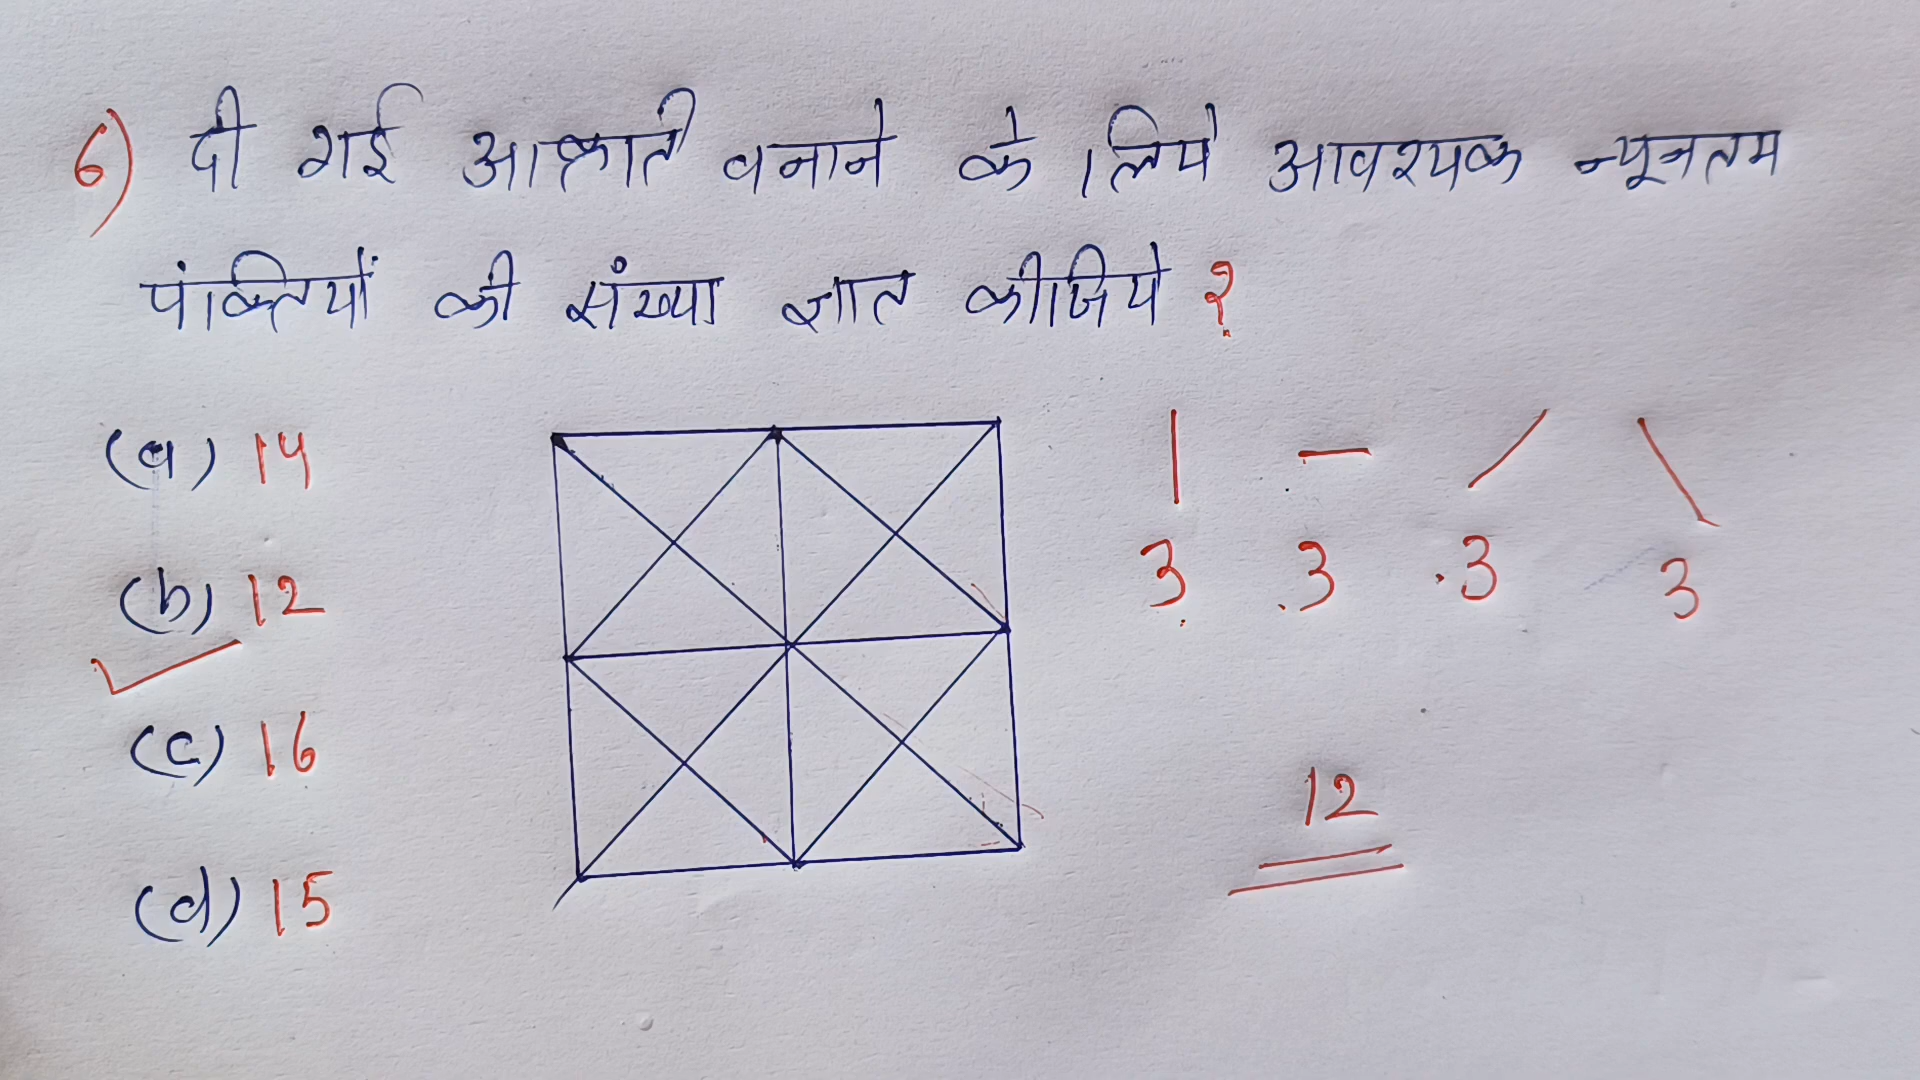 6) दी गई आकृति बनाने के लिये आवश्यक न्यूनतम
पंक्तियों की संख्या ज्ञात कीजिये ?
(a) 14
(b) 12
(c) 16
(d) 15
3 3 3 3
12